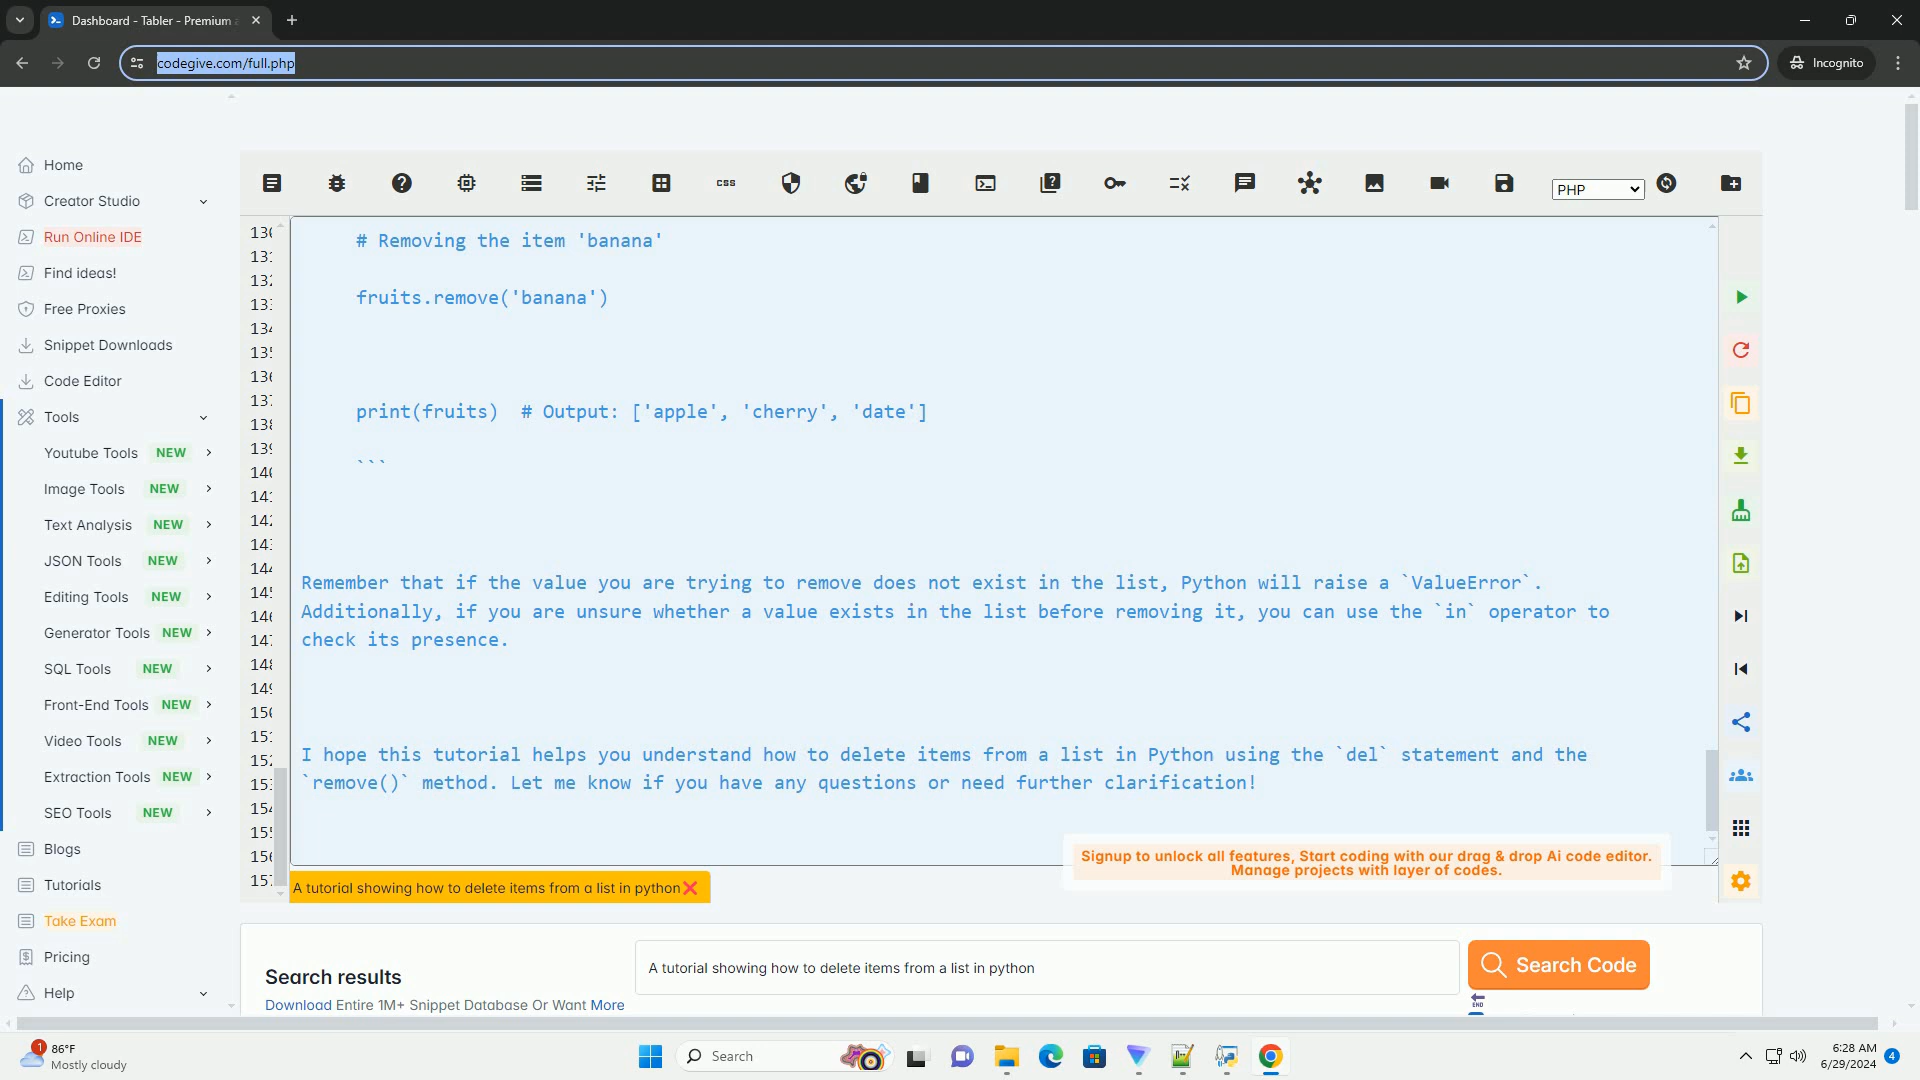 Dashboard - Tabler - Premium
codegive.com/full.php
Incognito
Home
Creator Studio
Run Online IDE
Find ideas!
Free Proxies
Snippet Downloads
Code Editor
Tools
Youtube Tools NEW
Image Tools NEW
Text Analysis NEW
JSON Tools NEW
Editing Tools NEW
Generator Tools NEW
SQL Tools NEW
Front-End Tools NEW
Video Tools NEW
Extraction Tools NEW
SEO Tools NEW
Blogs
Tutorials
Take Exam
Pricing
Help
CSS
PHP
# Removing the item 'banana'
fruits.remove('banana')
print(fruits)  # Output: ['apple', 'cherry', 'date']
```
Remember that if the value you are trying to remove does not exist in the list, Python will raise a `ValueError`.
Additionally, if you are unsure whether a value exists in the list before removing it, you can use the `in` operator to
check its presence.
I hope this tutorial helps you understand how to delete items from a list in Python using the `del` statement and the
`remove()` method. Let me know if you have any questions or need further clarification!
Signup to unlock all features, Start coding with our drag & drop Ai code editor.
Manage projects with layer of codes.
A tutorial showing how to delete items from a list in python
Search results
Download Entire 1M+ Snippet Database Or Want More
A tutorial showing how to delete items from a list in python
Search Code
END
1
86°F
Mostly cloudy
Search
6:28 AM
6/29/2024
4